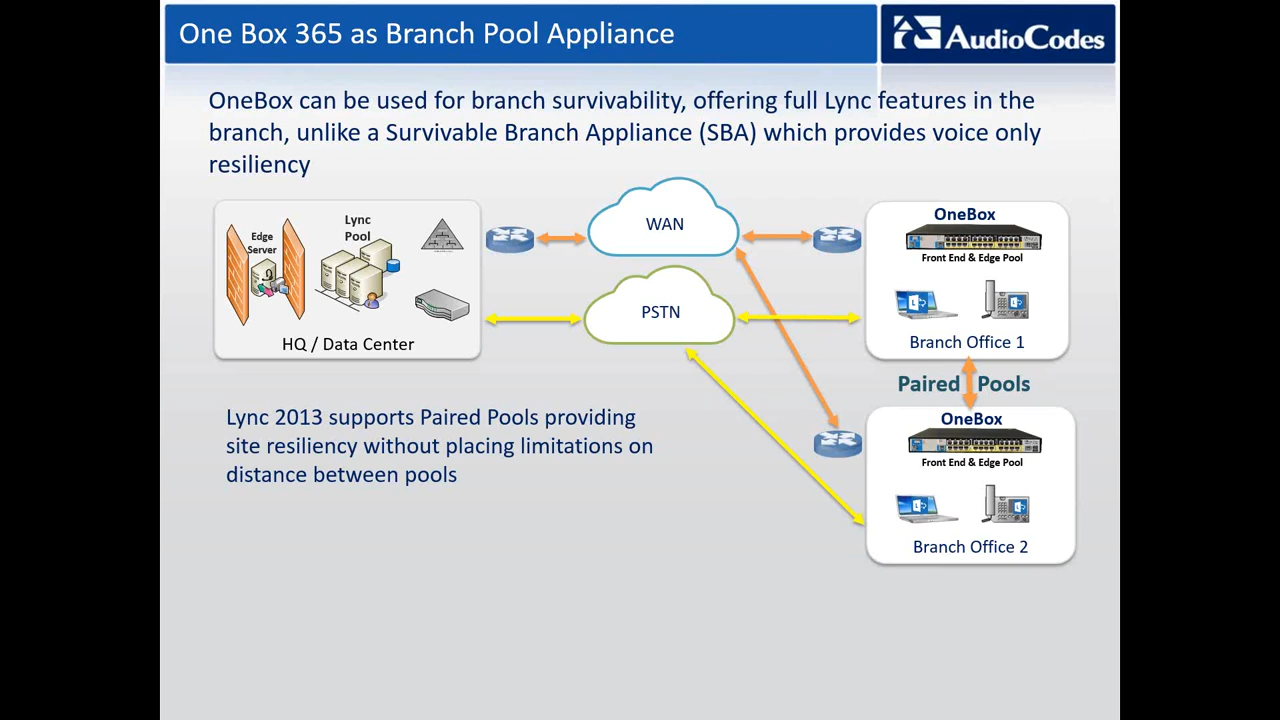 One Box 365 as Branch Pool Appliance
AudioCodes
OneBox can be used for branch survivability, offering full Lync features in the
branch, unlike a Survivable Branch Appliance (SBA) which provides voice only
resiliency
Edge
Server
Lync
Pool
HQ / Data Center
WAN
PSTN
OneBox
Front End & Edge Pool
Branch Office 1
Paired Pools
OneBox
Front End & Edge Pool
Branch Office 2
Lync 2013 supports Paired Pools providing
site resiliency without placing limitations on
distance between pools